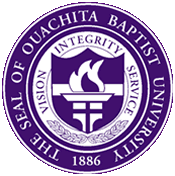 THE SEAL OF OUACHITA BAPTIST UNIVERSITY
VISION INTEGRITY SERVICE
1886